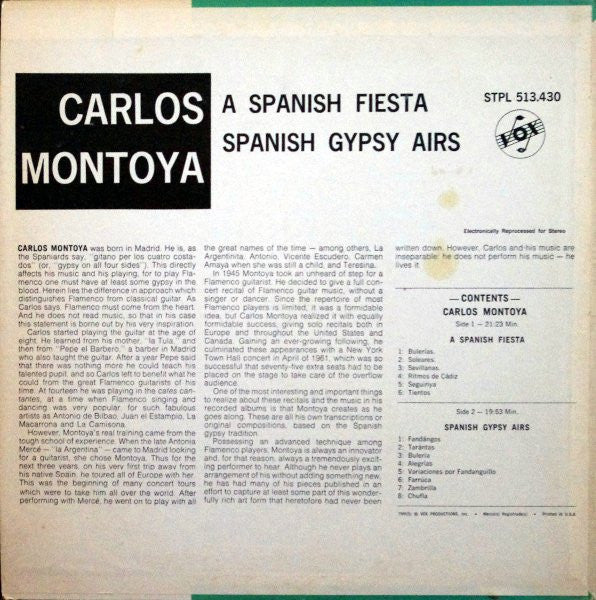 CARLOS
MONTOYA
A SPANISH FIESTA
SPANISH GYPSY AIRS
STPL 513.430
VOX
Electronically Reprocessed for Stereo
CARLOS MONTOYA was born in Madrid. He is, as
the Spaniards say, "gitano per los cuatro costa-
dos" (or, "gypsy on all four sides"). This directly
affects his music and his playing, for to play Fla-
menco one must have at least some gypsy in the
blood. Herein lies the difference in approach which
distinguishes Flamenco from classical guitar. As
Carlos says, Flamenco must come from the heart.
And he does not read music, so that in his case
this statement is borne out by his very inspiration.
Carlos started playing the guitar at the age of
eight. He learned from his mother, "la Tula," and
then from "Pepe el Barbero," a barber in Madrid
who also taught the guitar. After a year Pepe said
that there was nothing more he could teach his
talented pupil, and so Carlos left to benefit what he
could from the great Flamenco guitarists of his
time. At fourteen he was playing in the cafes can-
tantes, at a time when Flamenco singing and
dancing was very popular, for such fabulous
artists as Antonio de Bilbao, Juan el Estampio, La
Macarrona and La Camisona.
However, Montoya's real training came from the
tough school of experience. When the late Antonia
Mercé — "la Argentina" — came to Madrid looking
for a guitarist, she chose Montoya. Thus for the
next three years, on his very first trip away from
his native Spain, he toured all of Europe with her.
This was the beginning of many concert tours
which were to take him all over the world. After
performing with Mercé, he went on to play with all
the great names of the time — among others, La
Argentinita, Antonio, Vicente Escudero, Carmen
Amaya when she was still a child, and Teresina.
In 1945 Montoya took an unheard of step for a
Flamenco guitarist. He decided to give a full con-
cert recital of Flamenco guitar music, without a
singer or dancer. Since the repertoire of most
Flamenco players is limited, it was a formidable
idea, but Carlos Montoya realized it with equally
formidable success, giving solo recitals both in
Europe and throughout the United States and
Canada. Gaining an ever-growing following, he
culminated these appearances with a New York
Town Hall concert in April of 1961, which was so
successful that seventy-five extra seats had to be
placed on the stage to take care of the overflow
audience.
One of the most interesting and important things
to realize about these recitals and the music in his
recorded albums is that Montoya creates as he
goes along. These are all his own transcriptions or
original compositions, based on the Spanish
gypsy tradition.
Possessing an advanced technique among
Flamenco players, Montoya is always an innovator
and, for this reason, always a tremendously excit-
ing performer to hear. Although he never plays an
arrangement of his without adding something new,
he has had many of his pieces published in an
effort to capture at least some part of this wonder-
fully rich art form that heretofore had never been
written down. However, Carlos and his music are
inseparable: he does not perform his music — he
lives it.
— CONTENTS —
CARLOS MONTOYA
Side 1 — 21:23 Min.
A SPANISH FIESTA
1: Bulerías.
2: Soleares.
3: Sevillanas.
4: Ritmos de Cádiz
5: Seguiriya
6: Tientos
Side 2 — 19:53 Min.
SPANISH GYPSY AIRS
1: Fandángos
2: Tarántas
3: Bulería
4: Alegrías
5: Variaciones por Fandanguillo
6: Farrúca
7: Zambrilla
8: Chufla
VOX PRODUCTIONS, Inc. • Marca(s) Registrada(s) • Printed in U.S.A.